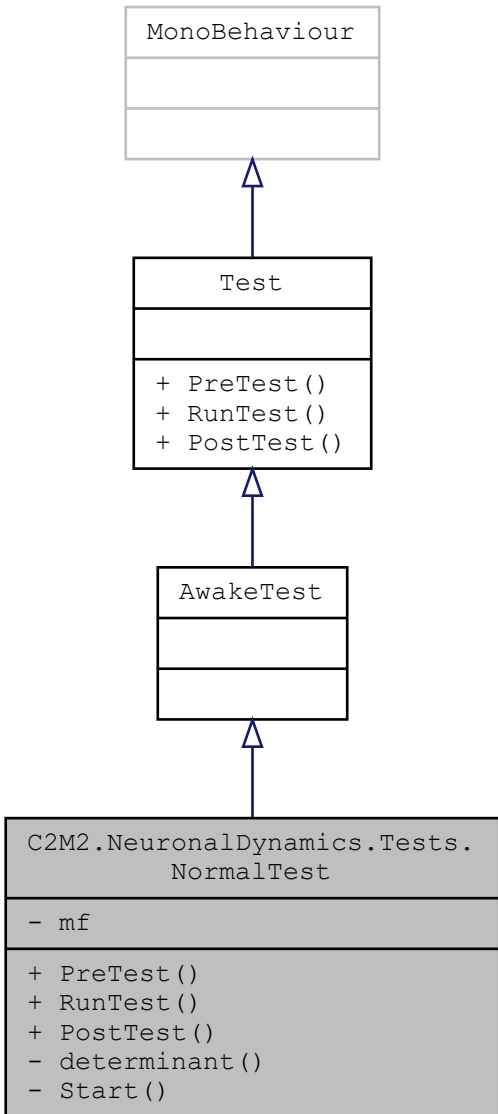 MonoBehaviour
Test
+ PreTest()
+ RunTest()
+ PostTest()
AwakeTest
C2M2.NeuronalDynamics.Tests.
NormalTest
- mf
+ PreTest()
+ RunTest()
+ PostTest()
- determinant()
- Start()